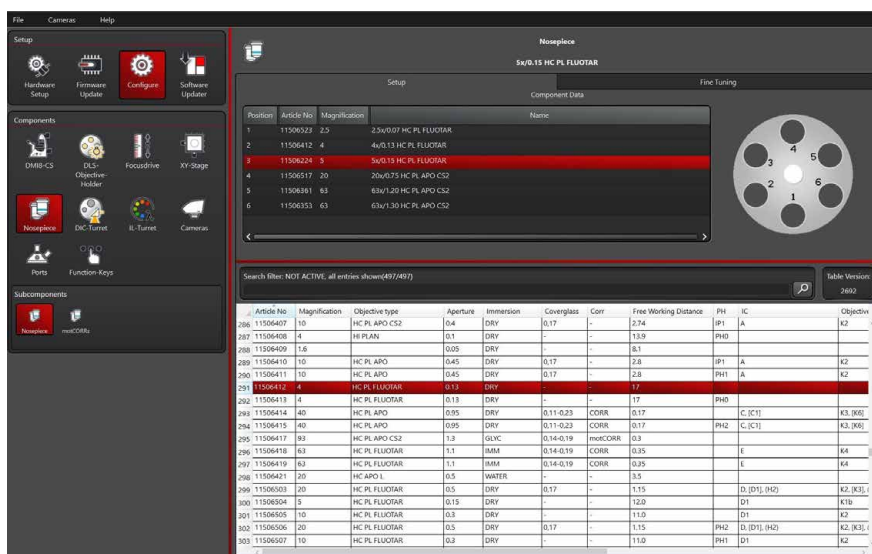 File Cameras Help
Setup
Hardware Setup
Firmware Update
Configure
Software Updater
Components
DMI8-CS
DLS-Objective-Holder
Focusdrive
XY-Stage
Nosepiece
DIC-Turret
IL-Turret
Cameras
Ports
Function-Keys
Subcomponents
Nosepiece
motCORRs
Nosepiece
5x/0.15 HC PL FLUOTAR
Setup Fine Tuning
Component Data
Position Article No Magnification Name
1 11506523 2.5 2.5x/0.07 HC PL FLUOTAR
2 11506412 4 4x/0.13 HC PL FLUOTAR
3 11506224 5 5x/0.15 HC PL FLUOTAR
4 11506517 20 20x/0.75 HC PL APO CS2
5 11506361 63 63x/1.20 HC PL APO CS2
6 11506353 63 63x/1.30 HC PL APO CS2
4
3 5
2 6
1
Search filter: NOT ACTIVE, all entries shown(497/497)
Table Version:
2692
Article No Magnification Objective type Aperture Immersion Coverglass Corr Free Working Distance PH IC Objective
286 11506407 10 HC PL APO CS2 0.4 DRY 0,17 - 2.74 IP1 A K2
287 11506408 4 HI PLAN 0.1 DRY - - 13.9 PH0
288 11506409 1.6 0.05 DRY - - 8.1
289 11506410 10 HC PL APO 0.45 DRY 0,17 - 2.8 IP1 A K2
290 11506411 10 HC PL APO 0.45 DRY 0,17 - 2.8 PH1 A K2
291 11506412 4 HC PL FLUOTAR 0.13 DRY - - 17
292 11506413 4 HC PL FLUOTAR 0.13 DRY - - 17 PH0
293 11506414 40 HC PL APO 0.95 DRY 0,11-0,23 CORR 0.17 C, [C1] K3, [K6]
294 11506415 40 HC PL APO 0.95 DRY 0,11-0,23 CORR 0.17 PH2 C, [C1] K3, [K6]
295 11506417 93 HC PL APO CS2 1.3 GLYC 0,14-0,19 motCORR 0.3
296 11506418 63 HC PL FLUOTAR 1.1 IMM 0,14-0,19 CORR 0.35 E K4
297 11506419 63 HC PL FLUOTAR 1.1 IMM 0,14-0,19 CORR 0.35 E K4
298 11506421 20 HC APO L 0.5 WATER - - 3.5
299 11506503 20 HC PL FLUOTAR 0.5 DRY 0,17 - 1.15 D, [D1], (H2) K2, [K3], (
300 11506504 5 HC PL FLUOTAR 0.15 DRY - - 12.0 D1 K1b
301 11506505 10 HC PL FLUOTAR 0.3 DRY - - 11.0 D1 K2
302 11506506 20 HC PL FLUOTAR 0.5 DRY 0,17 - 1.15 PH2 D, [D1], (H2) K2, [K3], (
303 11506507 10 HC PL FLUOTAR 0.3 DRY - - 11.0 PH1 D1 K2